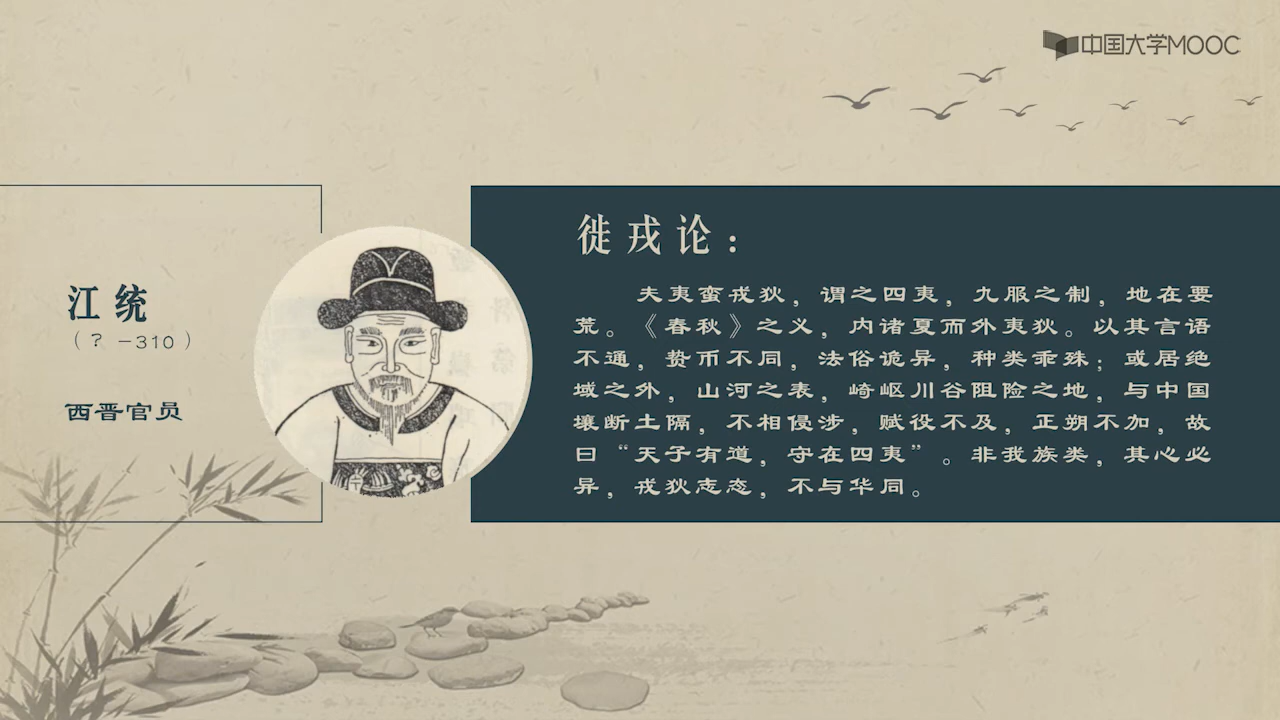 中国大学MOOC
江统
（？－310）
西晋官员
徙戎论：
夫夷蛮戎狄，谓之四夷，九服之制，地在要
荒。《春秋》之义，内诸夏而外夷狄。以其言语
不通，贽币不同，法俗诡异，种类乖殊；或居绝
域之外，山河之表，崎岖川谷阻险之地，与中国
壤断土隔，不相侵涉，赋役不及，正朔不加，故
曰“天子有道，守在四夷”。非我族类，其心必
异，戎狄志态，不与华同。